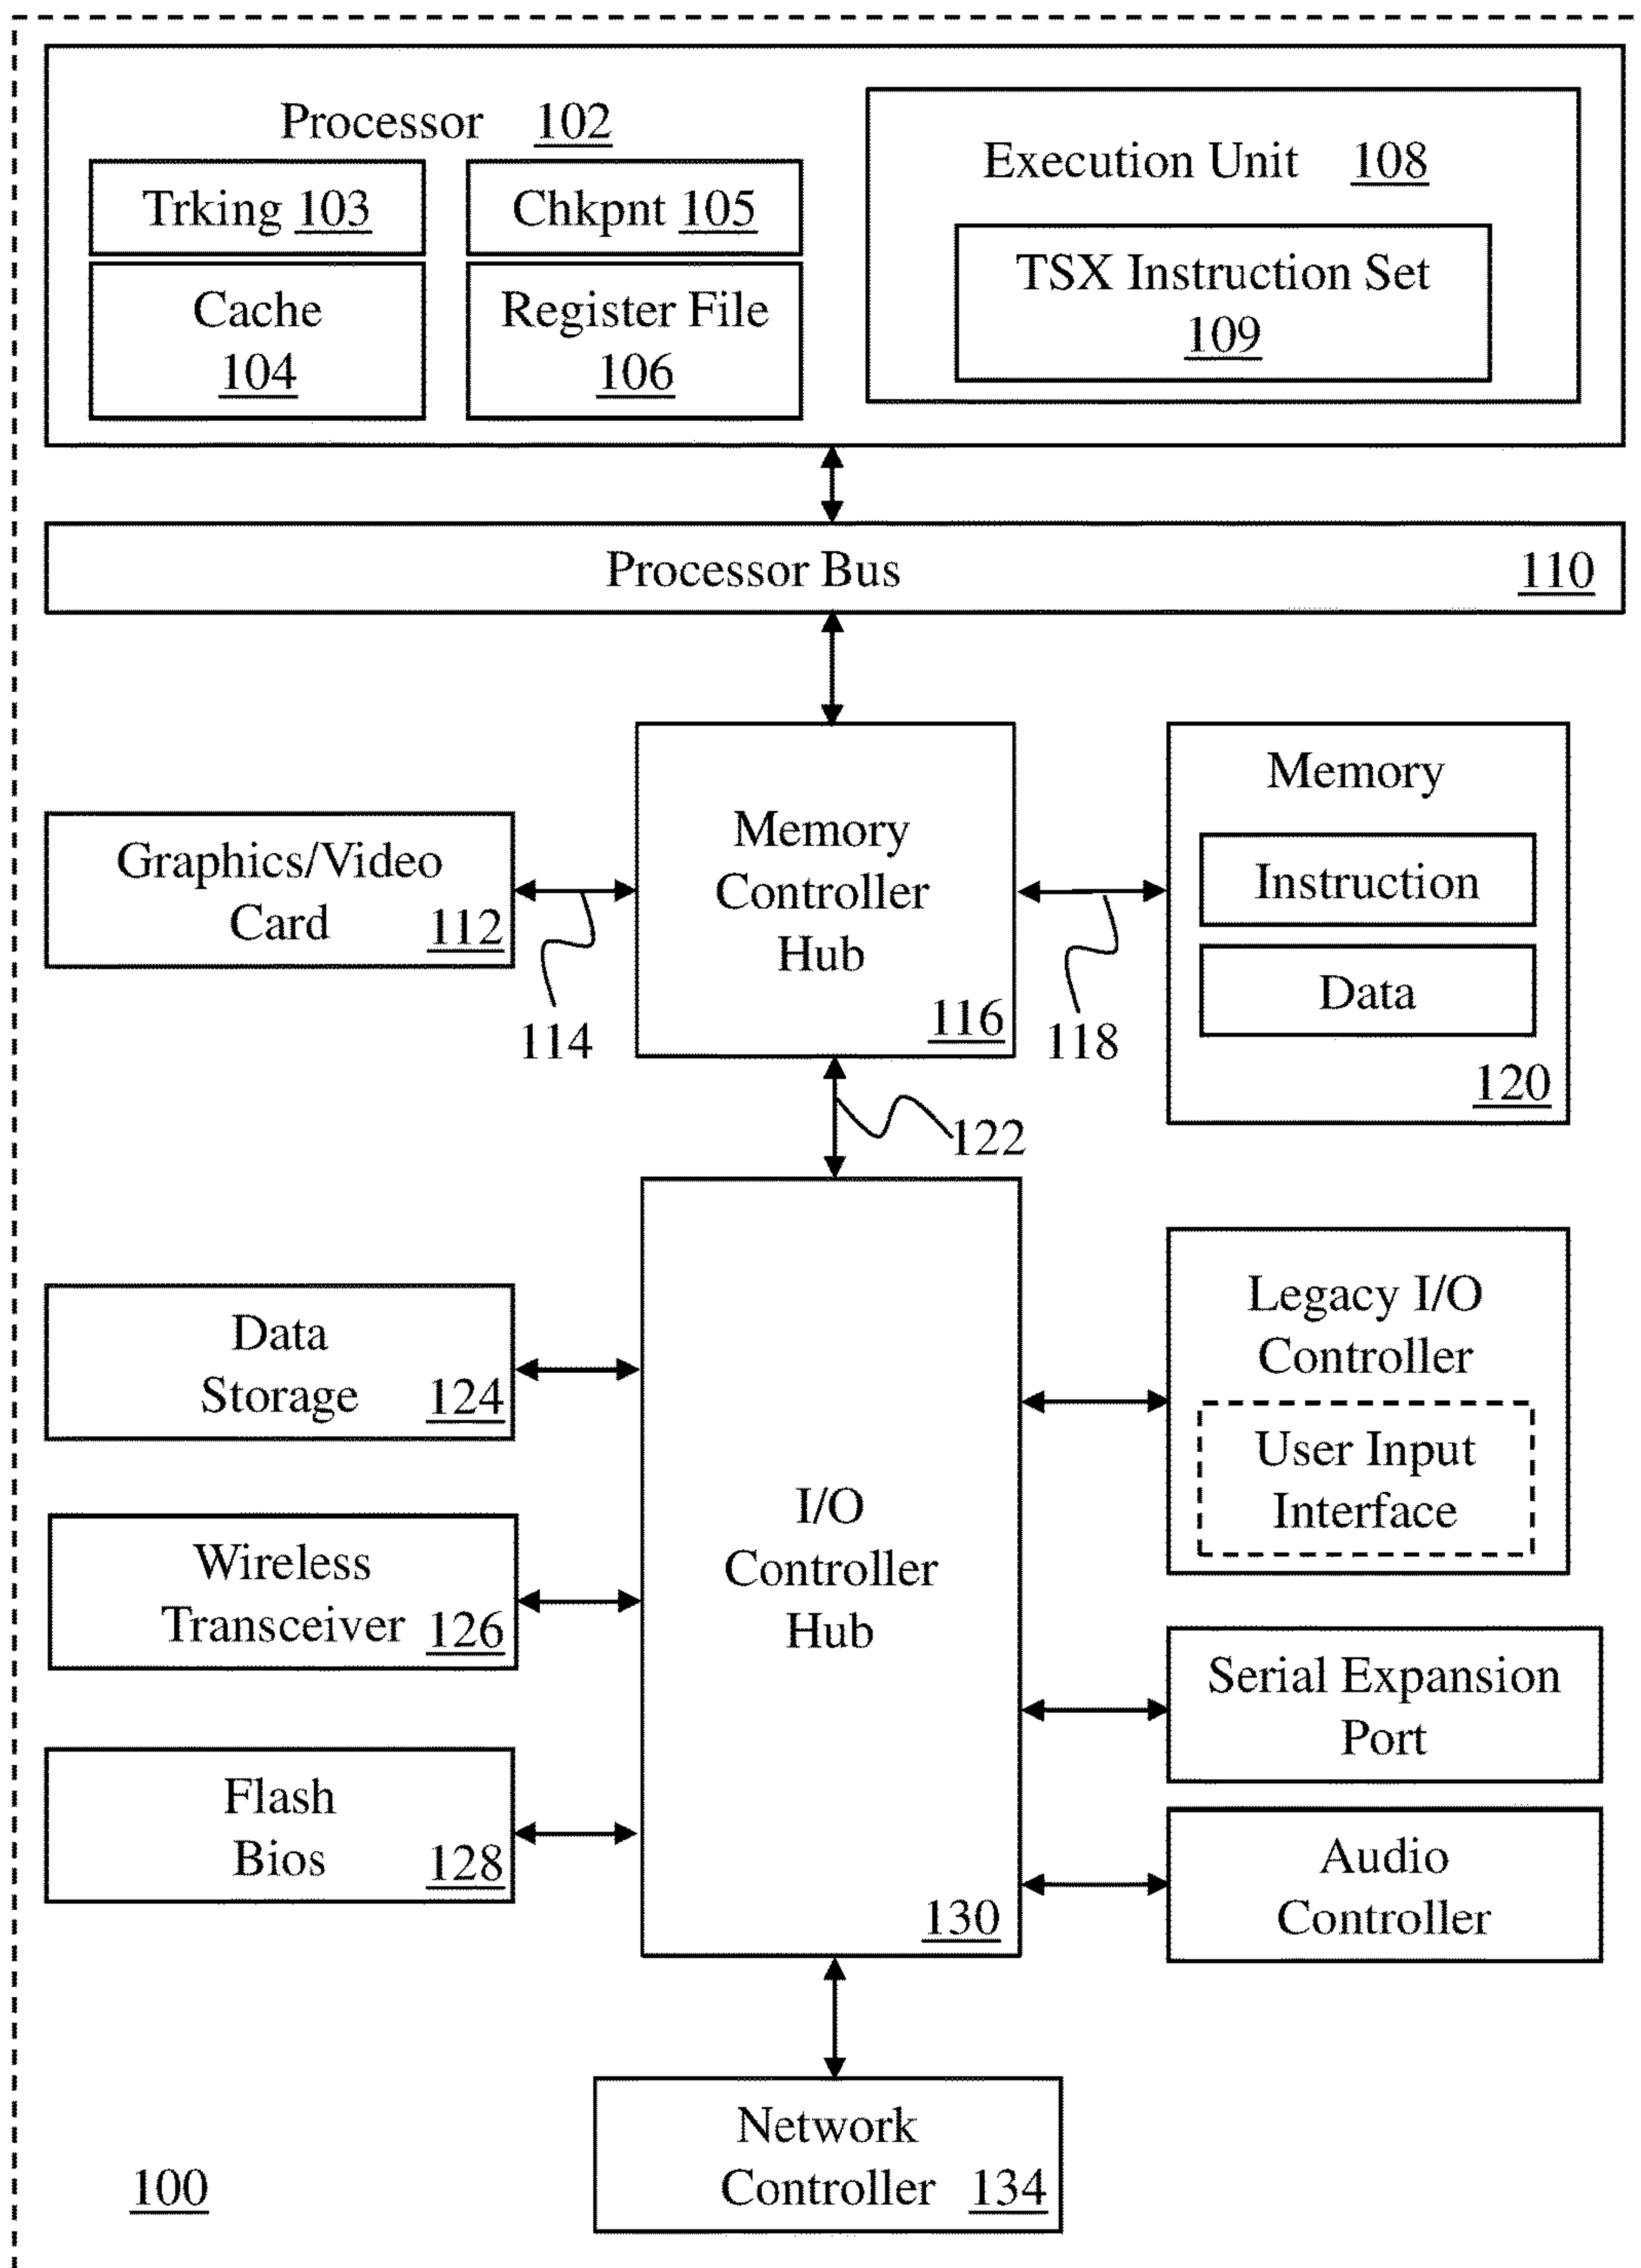 Processor 102
Execution Unit 108
Trking 103
Chkpnt 105
TSX Instruction Set
109
Cache
104
Register File
106
Processor Bus 110
Memory
Instruction
Data
120
Memory
Controller
Hub
116
Graphics/Video
Card 112
114
118
122
Legacy I/O
Controller
User Input
Interface
Data
Storage 124
I/O
Controller
Hub
130
Wireless
Transceiver 126
Serial Expansion
Port
Flash
Bios 128
Audio
Controller
Network
Controller 134
100